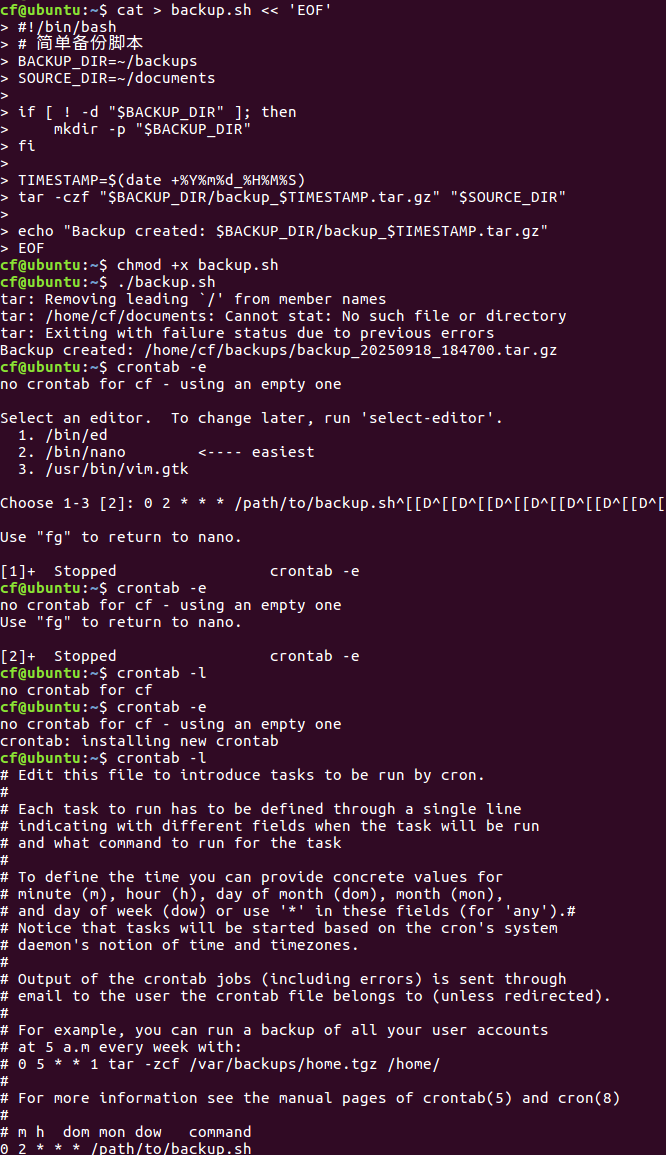 cf@ubuntu:~$ cat > backup.sh << 'EOF'
> #!/bin/bash
> # 简单备份脚本
> BACKUP_DIR=~/backups
> SOURCE_DIR=~/documents
>
> if [ ! -d "$BACKUP_DIR" ]; then
>     mkdir -p "$BACKUP_DIR"
> fi
>
> TIMESTAMP=$(date +%Y%m%d_%H%M%S)
> tar -czf "$BACKUP_DIR/backup_$TIMESTAMP.tar.gz" "$SOURCE_DIR"
>
> echo "Backup created: $BACKUP_DIR/backup_$TIMESTAMP.tar.gz"
> EOF
cf@ubuntu:~$ chmod +x backup.sh
cf@ubuntu:~$ ./backup.sh
tar: Removing leading `/' from member names
tar: /home/cf/documents: Cannot stat: No such file or directory
tar: Exiting with failure status due to previous errors
Backup created: /home/cf/backups/backup_20250918_184700.tar.gz
cf@ubuntu:~$ crontab -e
no crontab for cf - using an empty one

Select an editor.  To change later, run 'select-editor'.
  1. /bin/ed
  2. /bin/nano        <---- easiest
  3. /usr/bin/vim.gtk

Choose 1-3 [2]: 0 2 * * * /path/to/backup.sh^[[D^[[D^[[D^[[D^[[D^[[D^[[D^[

Use "fg" to return to nano.

[1]+  Stopped                 crontab -e
cf@ubuntu:~$ crontab -e
no crontab for cf - using an empty one
Use "fg" to return to nano.

[2]+  Stopped                 crontab -e
cf@ubuntu:~$ crontab -l
no crontab for cf
cf@ubuntu:~$ crontab -e
no crontab for cf - using an empty one
crontab: installing new crontab
cf@ubuntu:~$ crontab -l
# Edit this file to introduce tasks to be run by cron.
#
# Each task to run has to be defined through a single line
# indicating with different fields when the task will be run
# and what command to run for the task
#
# To define the time you can provide concrete values for
# minute (m), hour (h), day of month (dom), month (mon),
# and day of week (dow) or use '*' in these fields (for 'any').#
# Notice that tasks will be started based on the cron's system
# daemon's notion of time and timezones.
#
# Output of the crontab jobs (including errors) is sent through
# email to the user the crontab file belongs to (unless redirected).
#
# For example, you can run a backup of all your user accounts
# at 5 a.m every week with:
# 0 5 * * 1 tar -zcf /var/backups/home.tgz /home/
#
# For more information see the manual pages of crontab(5) and cron(8)
#
# m h  dom mon dow   command
0 2 * * * /path/to/backup.sh